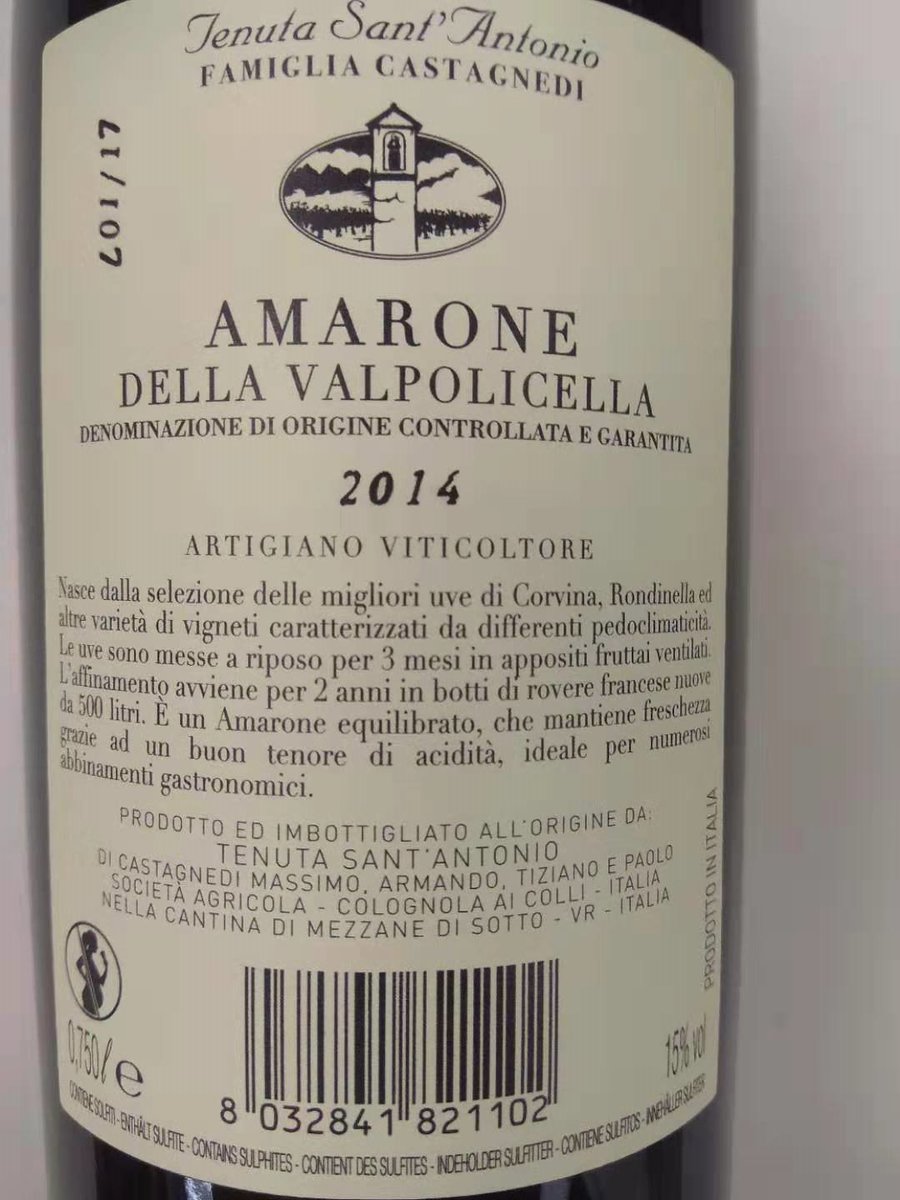 Tenuta Sant'Antonio
FAMIGLIA CASTAGNEDI
L7/107
AMARONE
DELLA VALPOLICELLA
DENOMINAZIONE DI ORIGINE CONTROLLATA E GARANTITA
2014
ARTIGIANO VITICOLTORE
Nasce dalla selezione delle migliori uve di Corvina, Rondinella ed
altre varietà di vigneti caratterizzati da differenti pedoclimaticità.
Le uve sono messe a riposo per 3 mesi in appositi fruttai ventilati.
L'affinamento avviene per 2 anni in botti di rovere francese nuove
da 500 litri. È un Amarone equilibrato, che mantiene freschezza
grazie ad un buon tenore di acidità, ideale per numerosi
abbinamenti gastronomici.
PRODOTTO ED IMBOTTIGLIATO ALL'ORIGINE DA:
TENUTA SANT'ANTONIO
DI CASTAGNEDI MASSIMO, ARMANDO, TIZIANO E PAOLO
SOCIETÀ AGRICOLA - COLOGNOLA AI COLLI - ITALIA
NELLA CANTINA DI MEZZANE DI SOTTO - VR - ITALIA
PRODOTTO IN ITALIA
0,750 l e
15% vol
8 032841 821102
CONTIENE SOLFITI - ENTHÄLT SULFITE - CONTAINS SULPHITES - CONTIENT DES SULFITES - INDEHOLDER SULFITTER - CONTIENE SULFITOS - INNEHÅLLER SULFITER